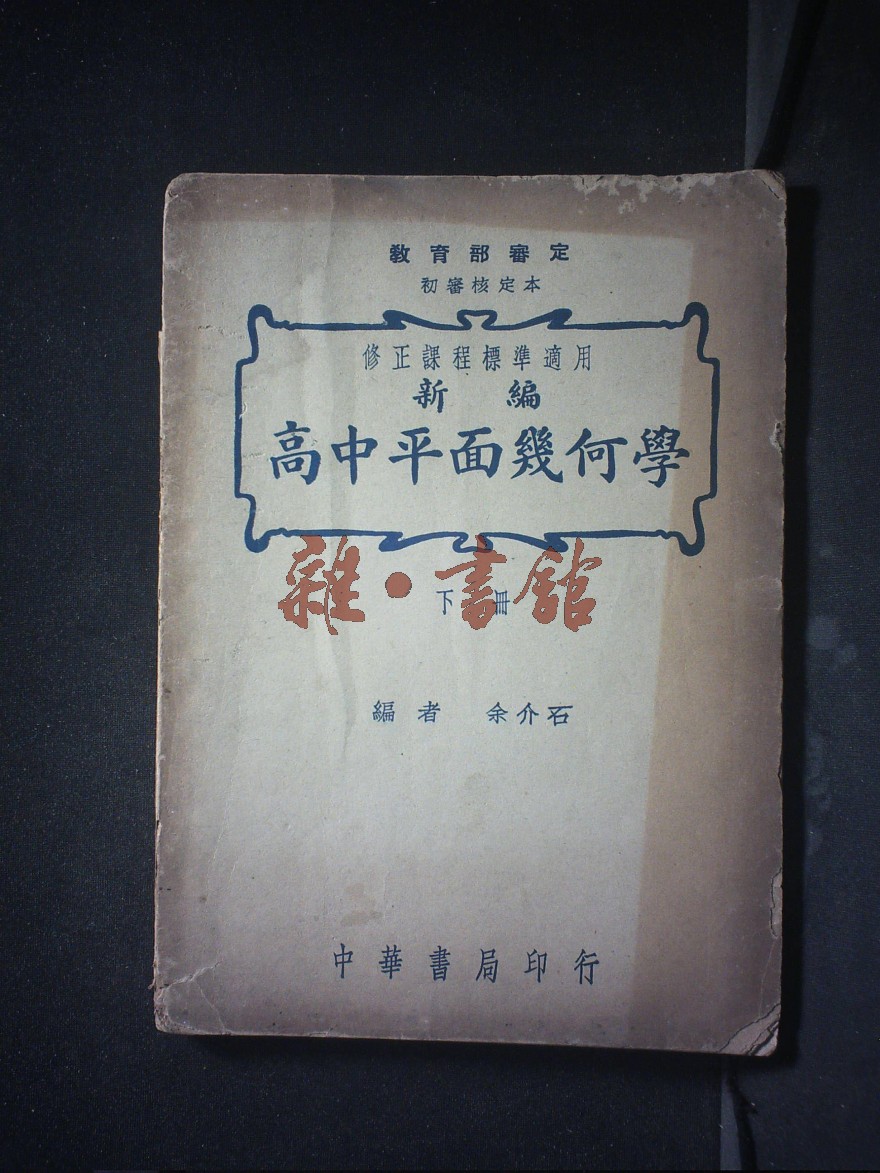 教育部審定
初審核定本
修正課程標準適用
新編
高中平面幾何學
雜·書館
下冊
編者 余介石
中華書局印行